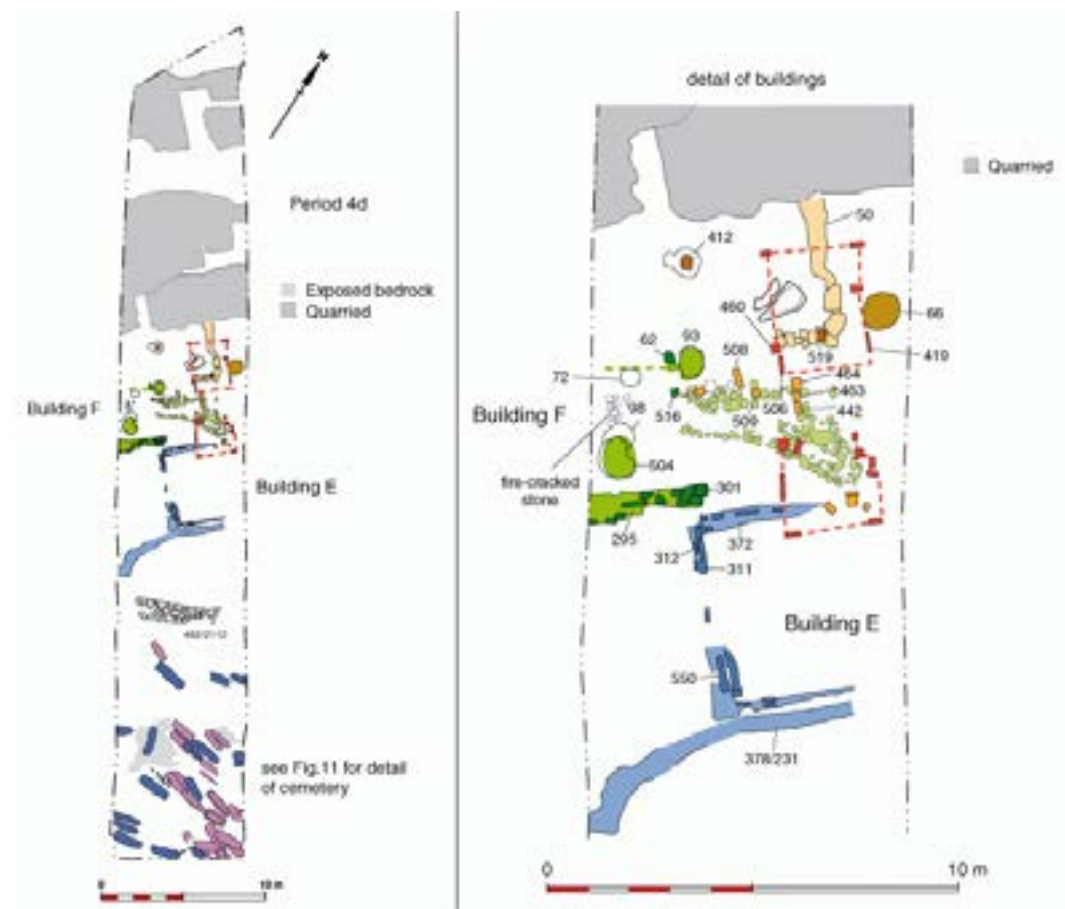 N
Period 4d
Exposed bedrock
Quarried
Building F
Building E
see Fig.11 for detail
of cemetery
0 10 m
detail of buildings
Quarried
50
412
460
66
62
93
508
519
419
72
464
463
516
98
509
506
442
Building F
504
fire-cracked
stone
301
295
312
372
311
Building E
550
378/231
0 10 m